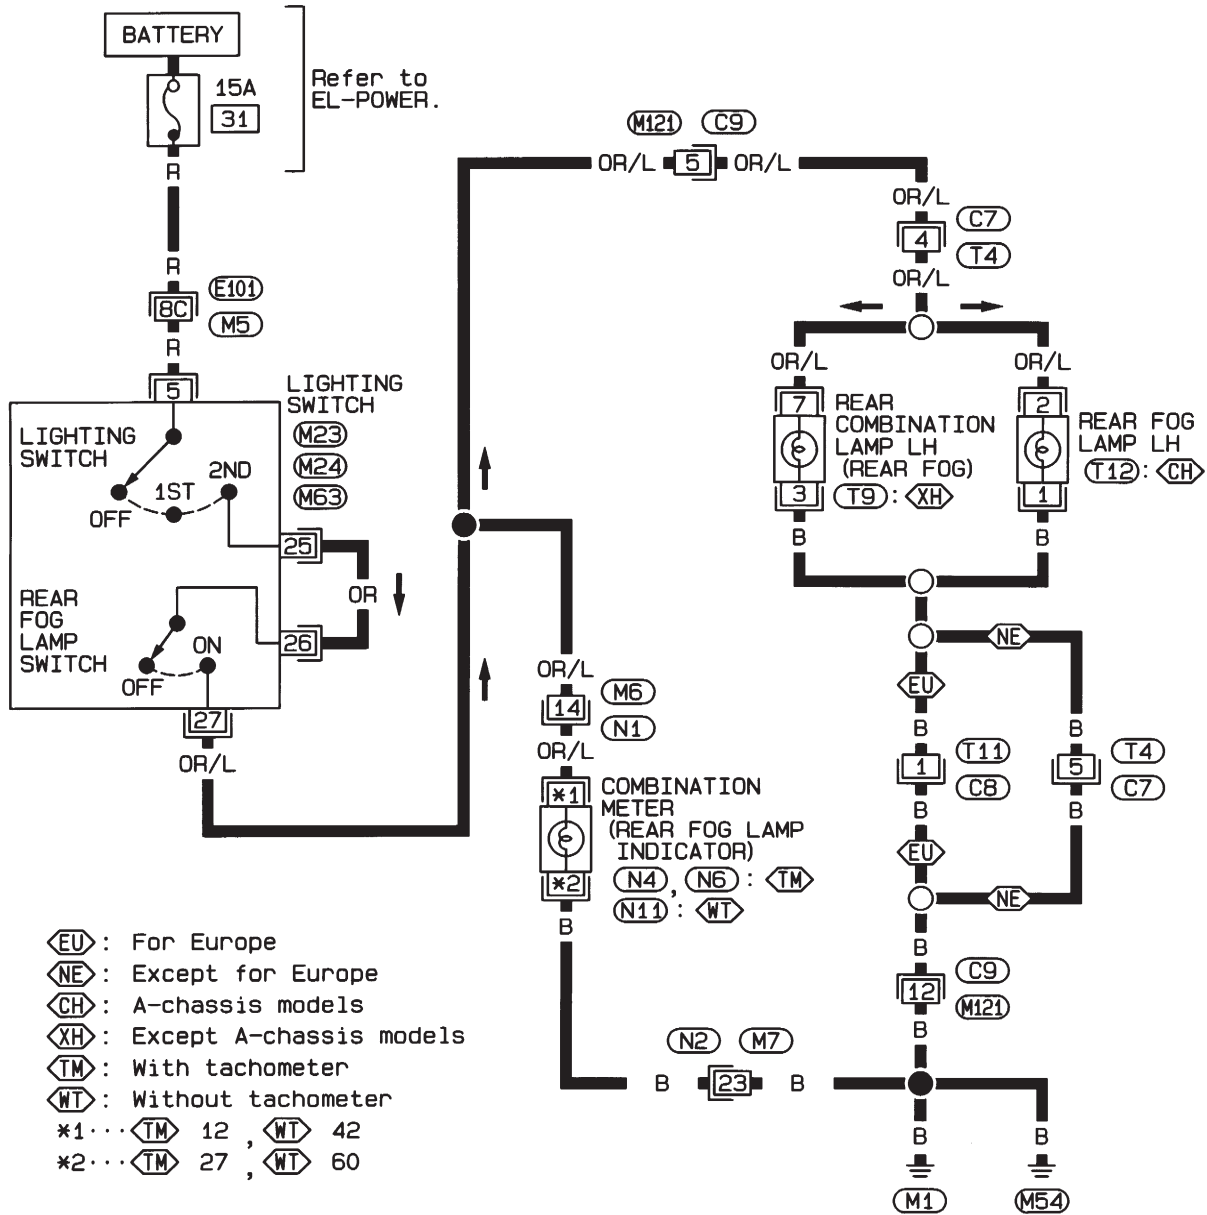 BATTERY
15A
31
Refer to
EL-POWER.
R
R
8C
E101
M5
R
5
LIGHTING
SWITCH
M23
M24
M63
LIGHTING
SWITCH
OFF
1ST
2ND
25
OR
26
REAR
FOG
LAMP
SWITCH
OFF
ON
27
OR/L
M121 C9
OR/L 5 OR/L
OR/L
4
C7
T4
OR/L
OR/L
7
REAR
COMBINATION
LAMP LH
(REAR FOG)
3
T9 : XH
B
OR/L
2
REAR FOG
LAMP LH
T12 : CH
1
B
NE
EU
B
1
T11
C8
B
EU
B
5
T4
C7
B
NE
B
12
C9
M121
B
OR/L
14
M6
N1
OR/L
*1
COMBINATION
METER
(REAR FOG LAMP
INDICATOR)
*2
N4 , N6 : TM
N11 : WT
B
N2 M7
B 23 B
B
M1
B
M54
EU : For Europe
NE : Except for Europe
CH : A-chassis models
XH : Except A-chassis models
TM : With tachometer
WT : Without tachometer
*1··· TM 12 , WT 42
*2··· TM 27 , WT 60